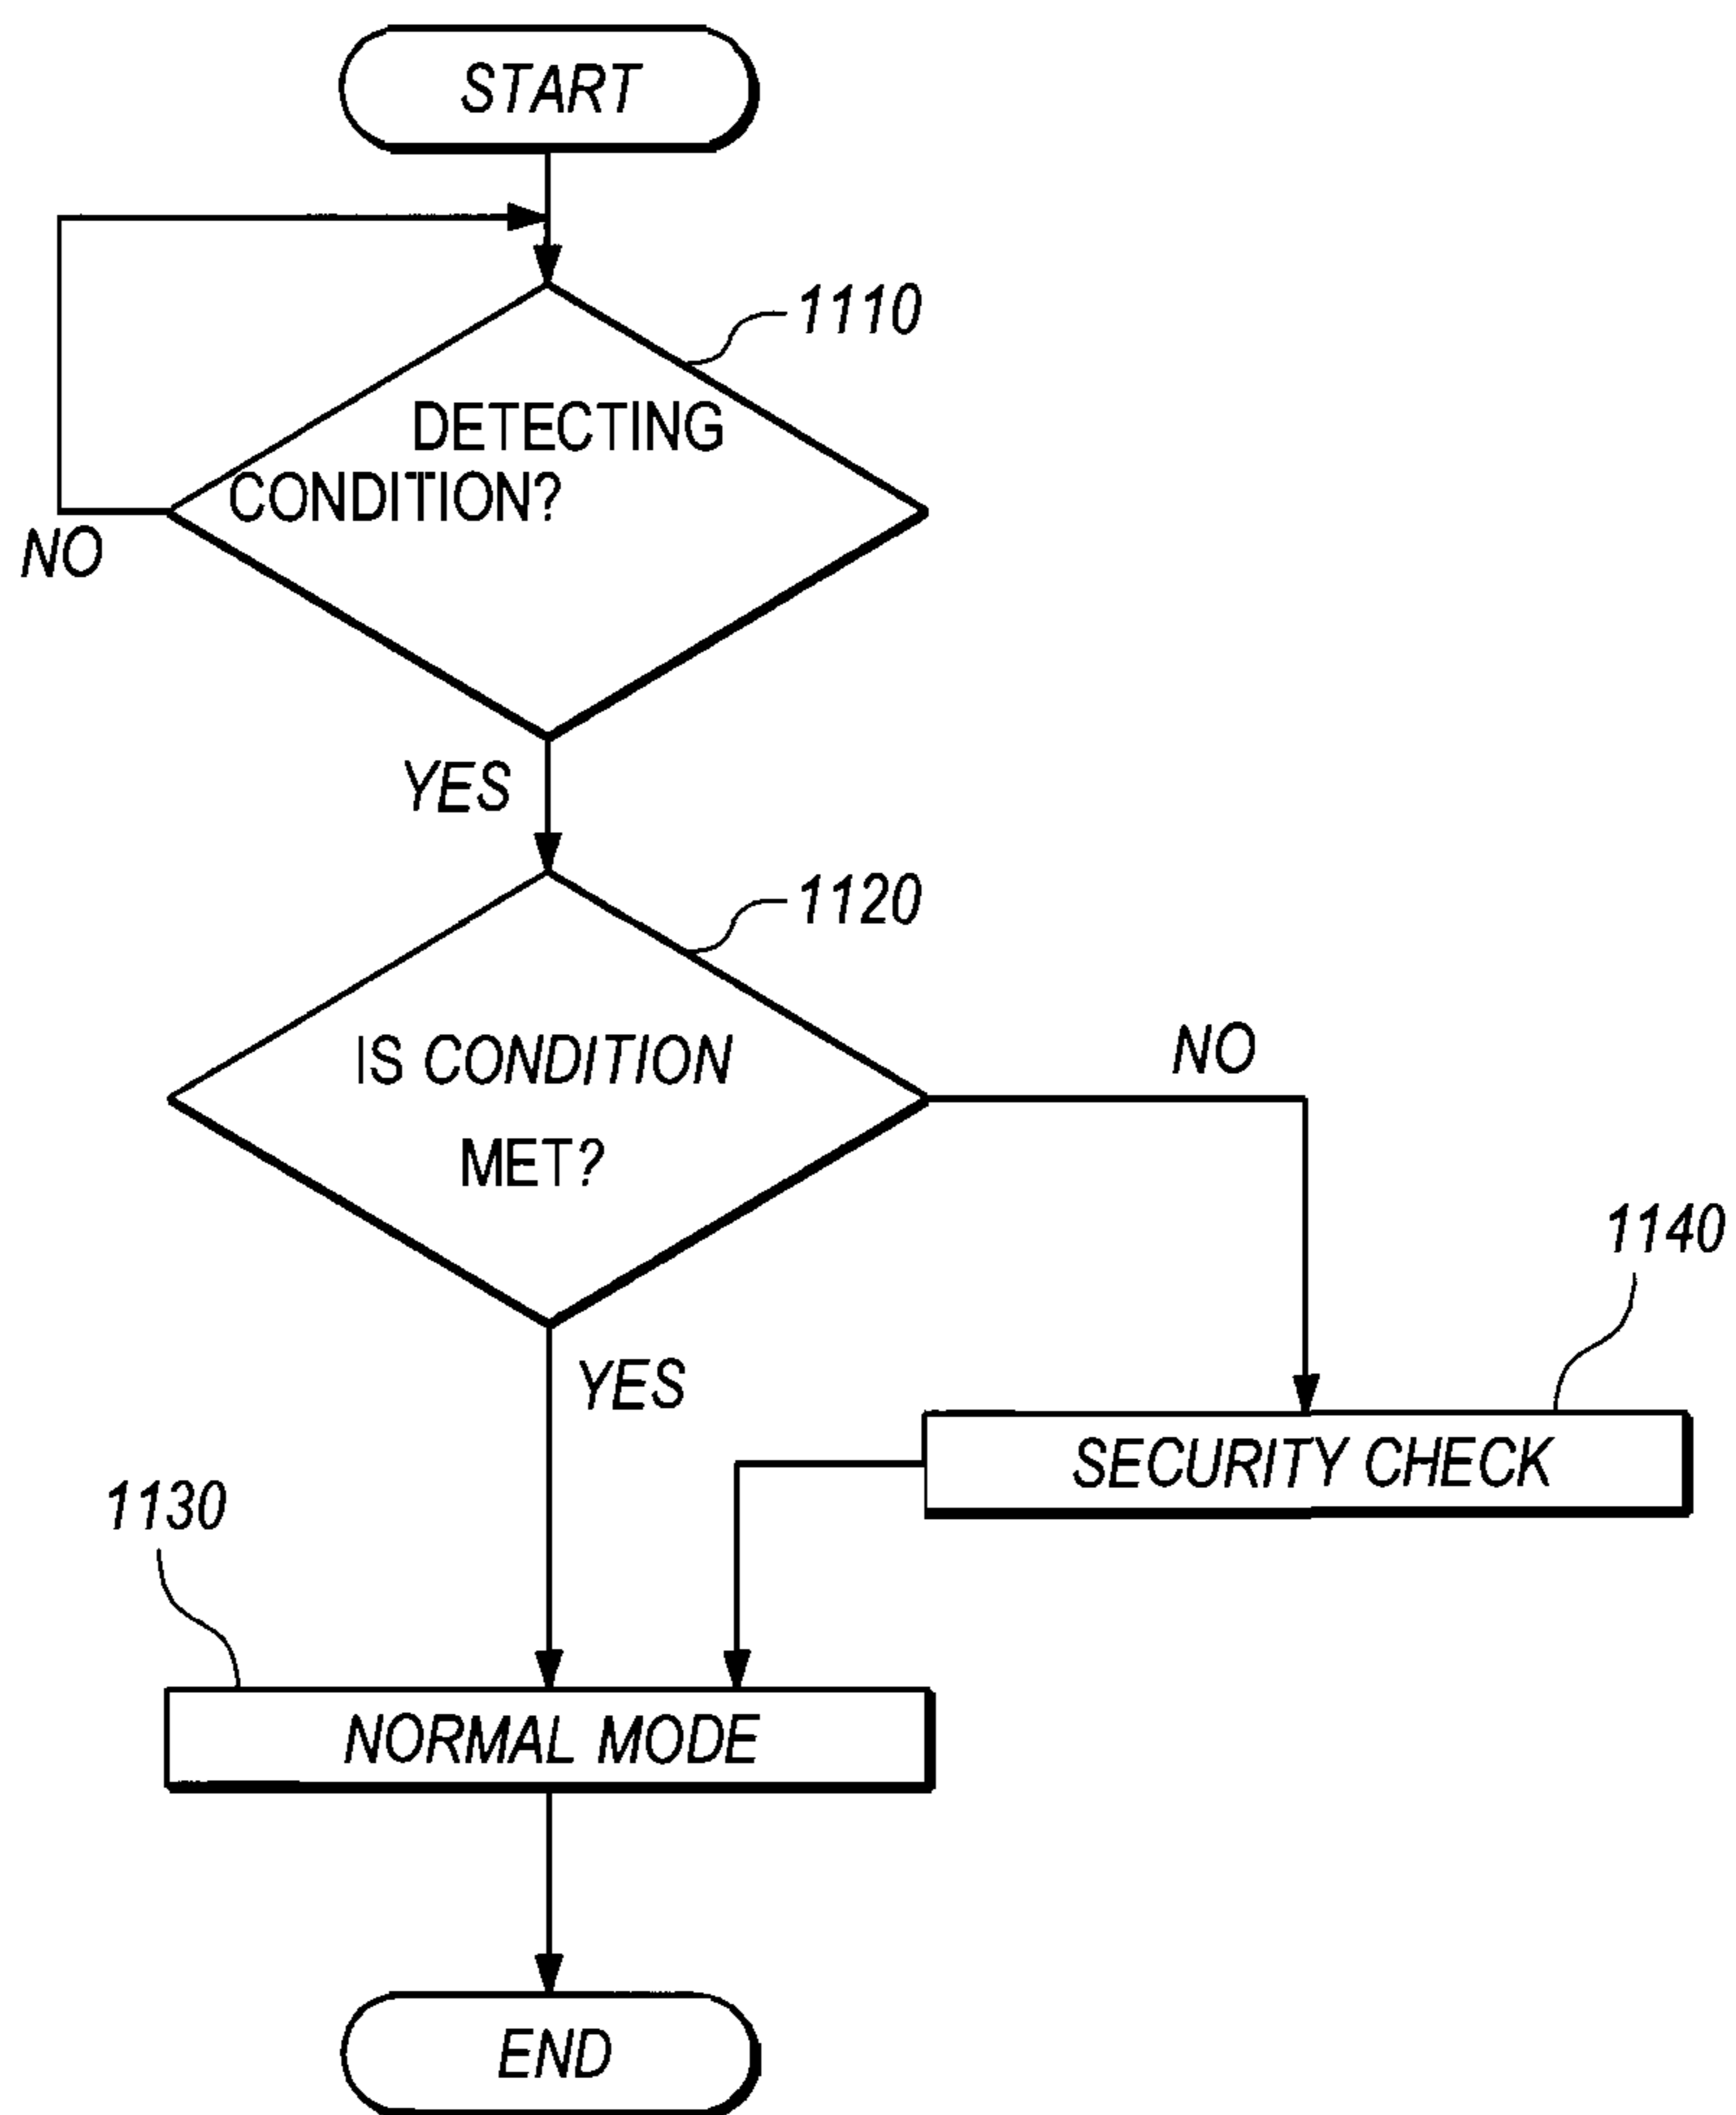 START
1110
DETECTING
CONDITION?
NO
YES
1120
IS CONDITION
MET?
NO
YES
1140
SECURITY CHECK
1130
NORMAL MODE
END